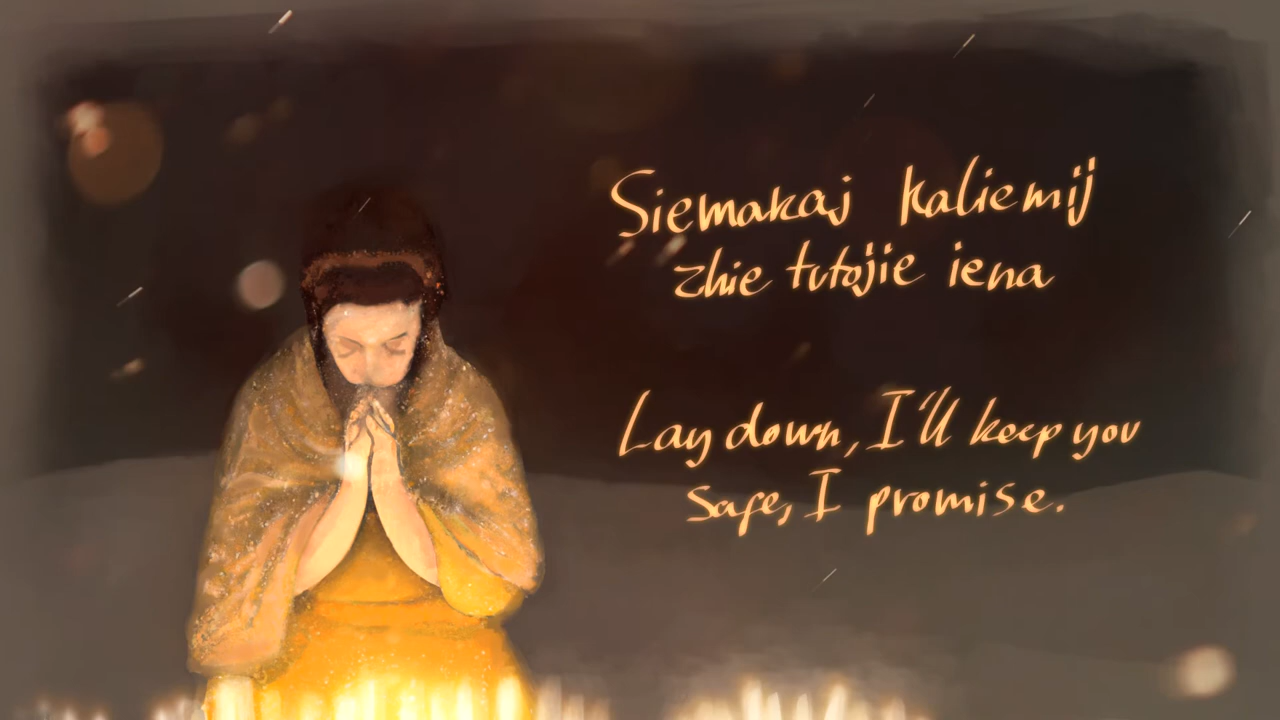 Siemakaj kaliemij
zhie tutojie iena
Lay down, I'll keep you
safe, I promise.